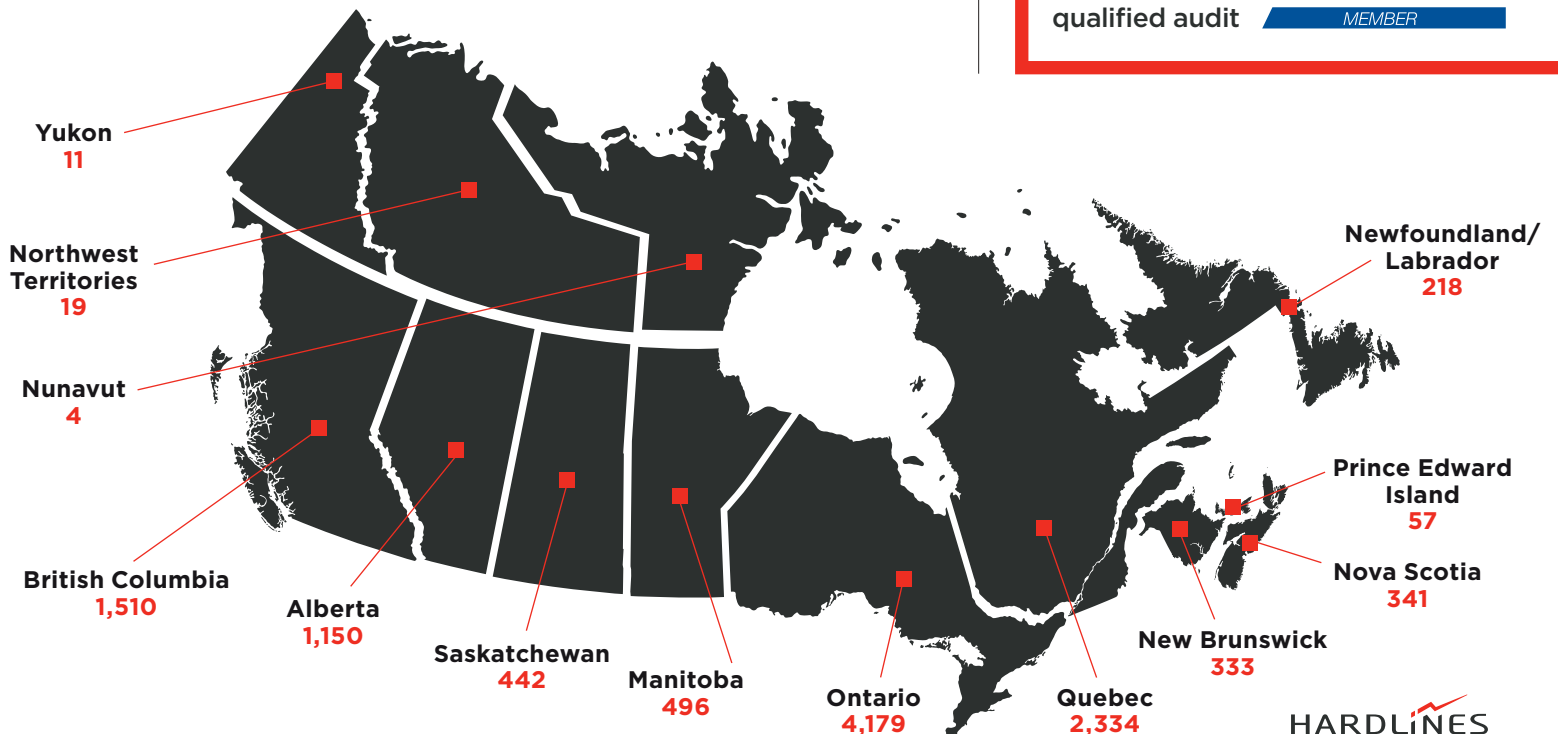 qualified audit
MEMBER
Yukon
11
Northwest
Territories
19
Nunavut
4
British Columbia
1,510
Alberta
1,150
Saskatchewan
442
Manitoba
496
Ontario
4,179
Quebec
2,334
New Brunswick
333
Nova Scotia
341
Prince Edward
Island
57
Newfoundland/
Labrador
218
HARDLINES